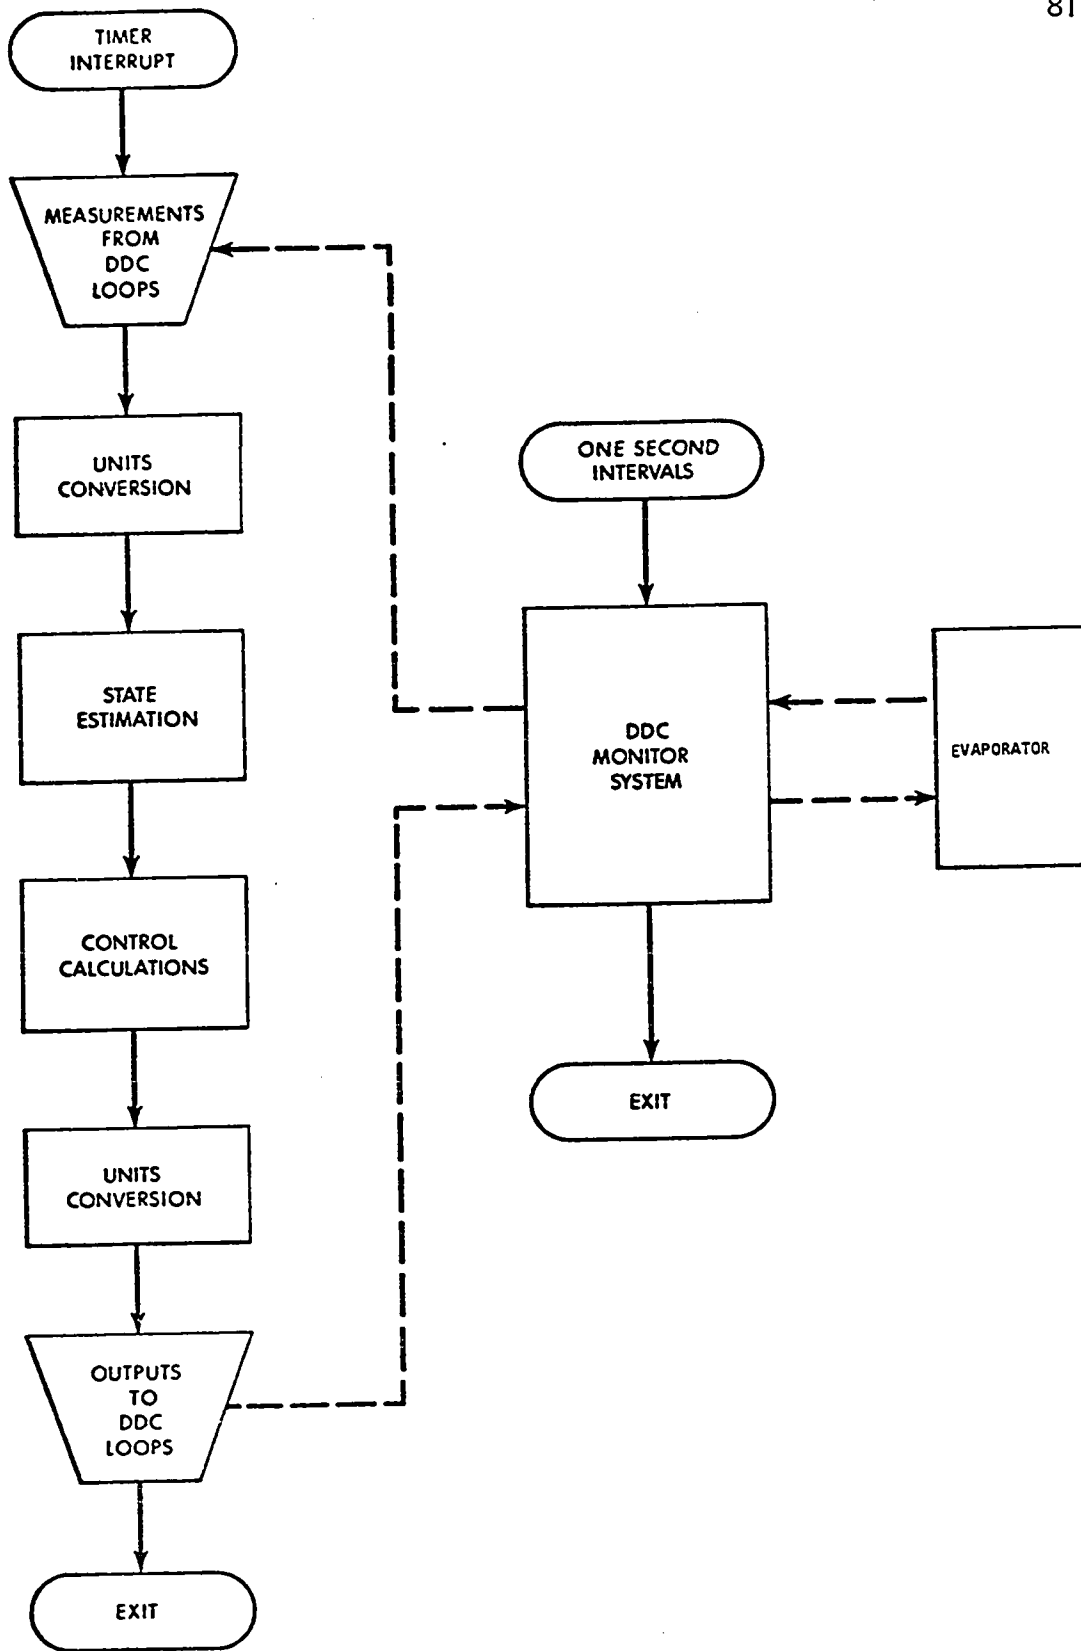 81
TIMER
INTERRUPT
MEASUREMENTS
FROM
DDC
LOOPS
UNITS
CONVERSION
STATE
ESTIMATION
CONTROL
CALCULATIONS
UNITS
CONVERSION
OUTPUTS
TO
DDC
LOOPS
EXIT
ONE SECOND
INTERVALS
DDC
MONITOR
SYSTEM
EXIT
EVAPORATOR